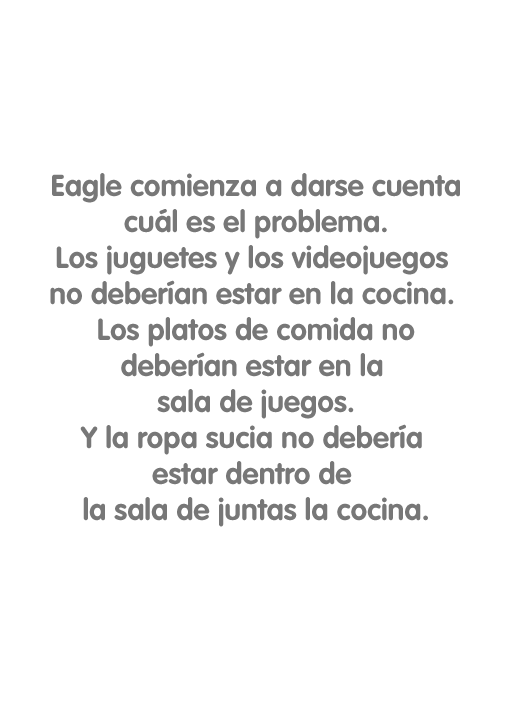 Eagle comienza a darse cuenta
cuál es el problema.
Los juguetes y los videojuegos
no deberían estar en la cocina.
Los platos de comida no
deberían estar en la
sala de juegos.
Y la ropa sucia no debería
estar dentro de
la sala de juntas la cocina.